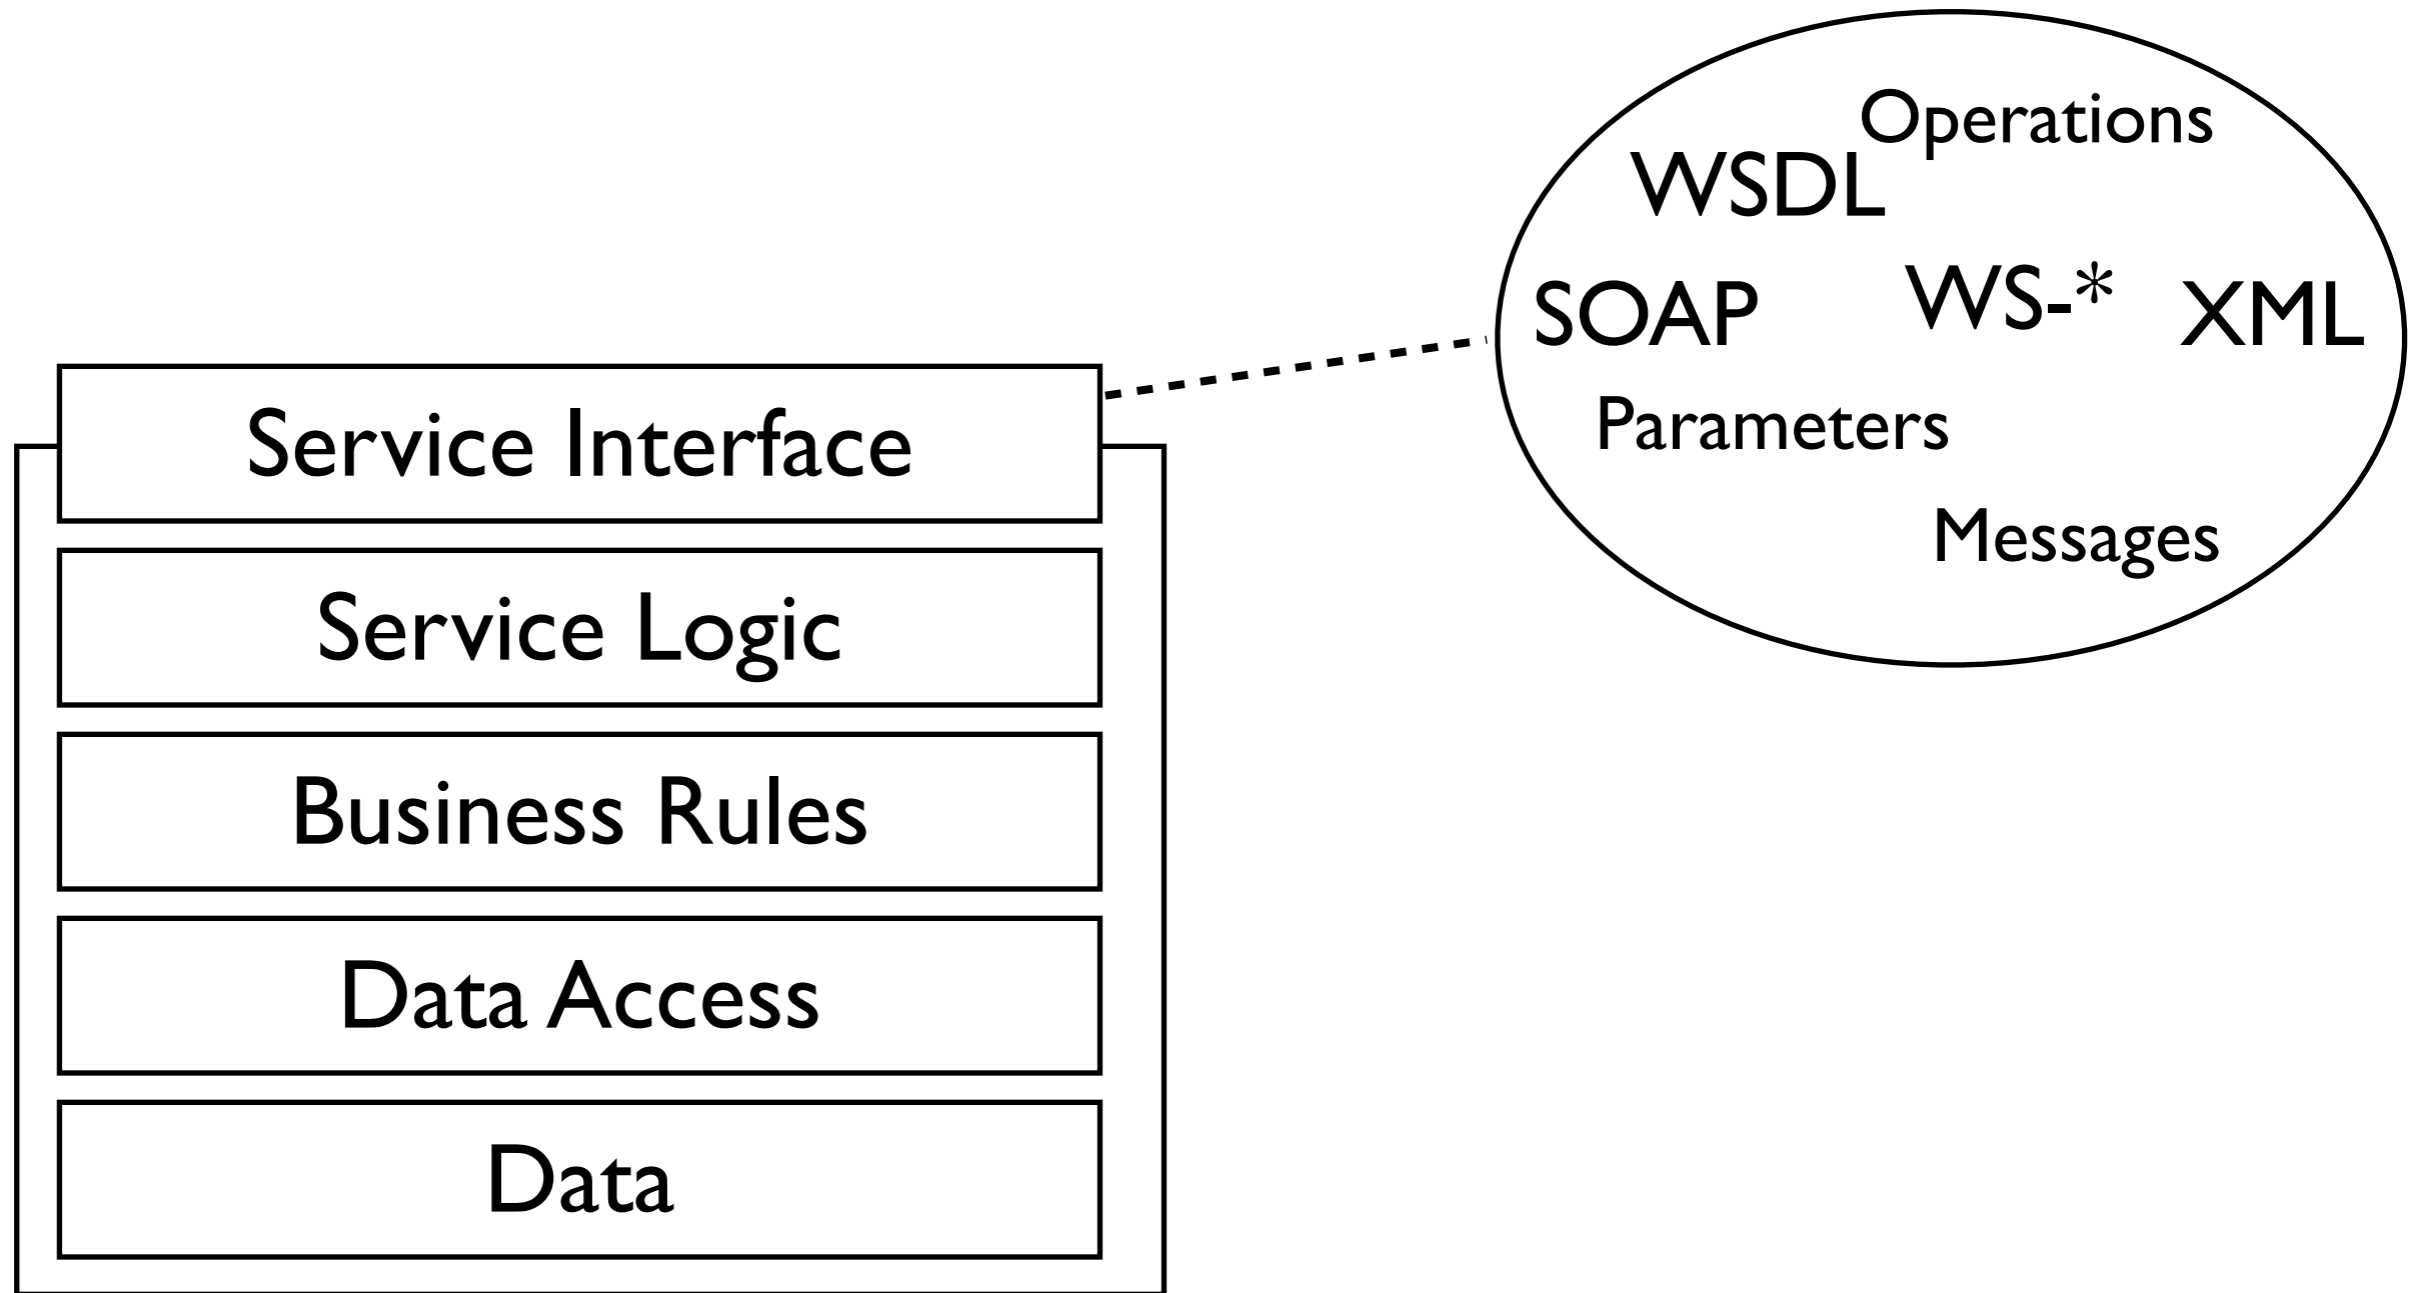 Operations
WSDL
SOAP WS-* XML
Parameters
Messages
Service Interface
Service Logic
Business Rules
Data Access
Data